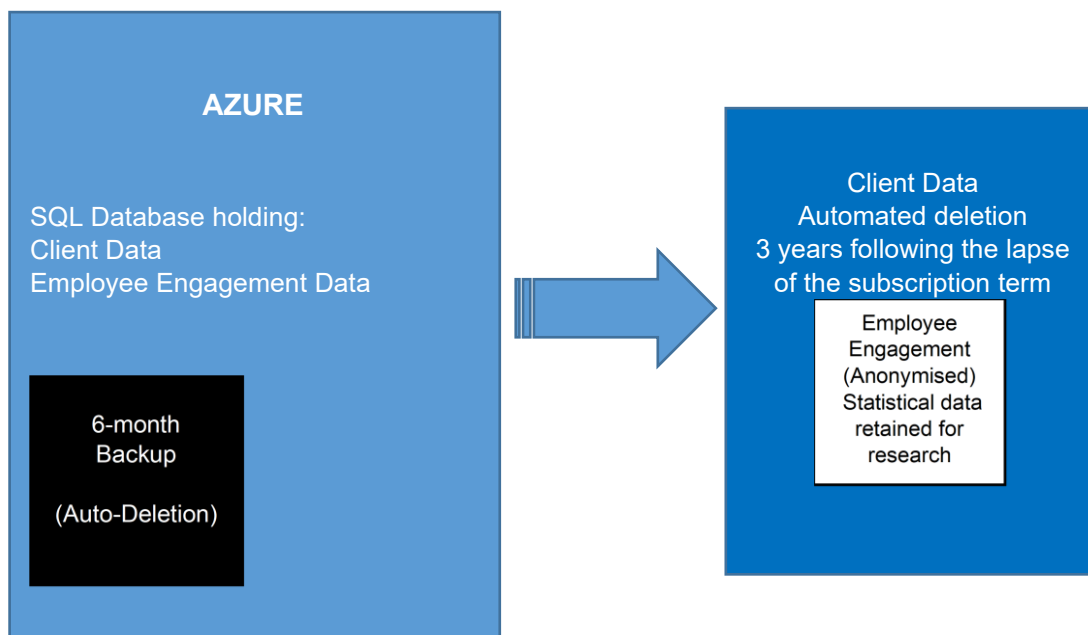 AZURE
SQL Database holding:
Client Data
Employee Engagement Data
6-month
Backup
(Auto-Deletion)
Client Data
Automated deletion
3 years following the lapse
of the subscription term
Employee
Engagement
(Anonymised)
Statistical data
retained for
research